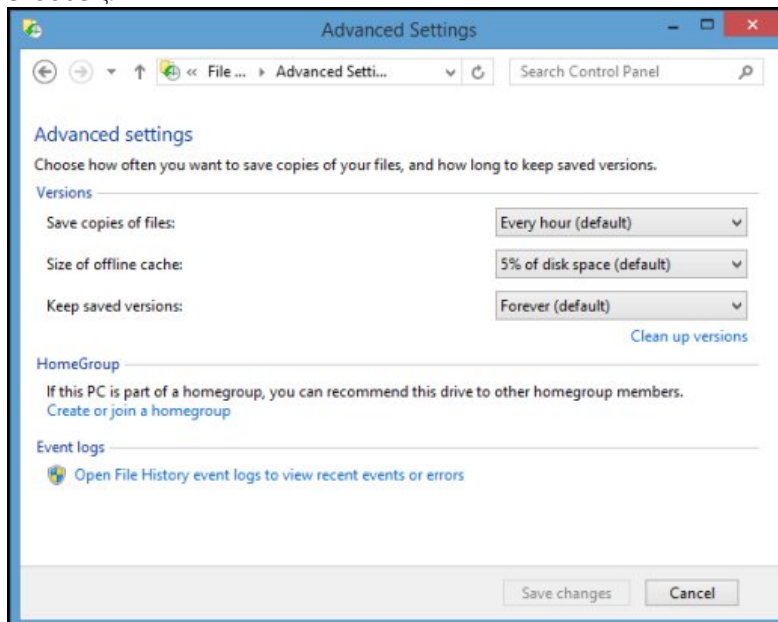 Advanced Settings
« File ... Advanced Setti... Search Control Panel
Advanced settings
Choose how often you want to save copies of your files, and how long to keep saved versions.
Versions
Save copies of files: Every hour (default)
Size of offline cache: 5% of disk space (default)
Keep saved versions: Forever (default)
Clean up versions
HomeGroup
If this PC is part of a homegroup, you can recommend this drive to other homegroup members.
Create or join a homegroup
Event logs
Open File History event logs to view recent events or errors
Save changes Cancel